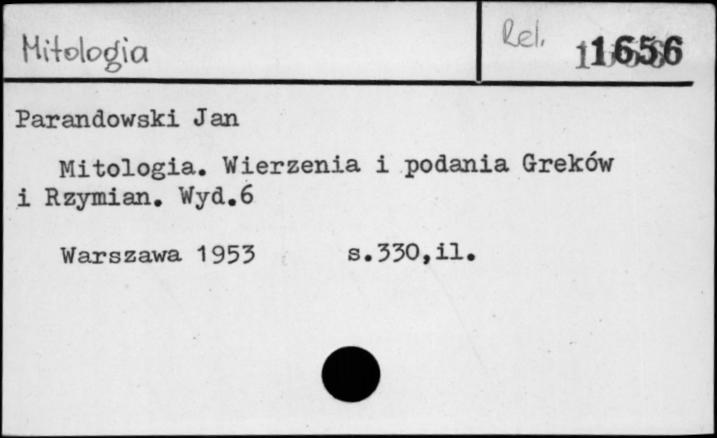 Mitologia
Rel. 11656
Parandowski Jan
Mitologia. Wierzenia i podania Greków
i Rzymian. Wyd.6
Warszawa 1953 s.330,il.